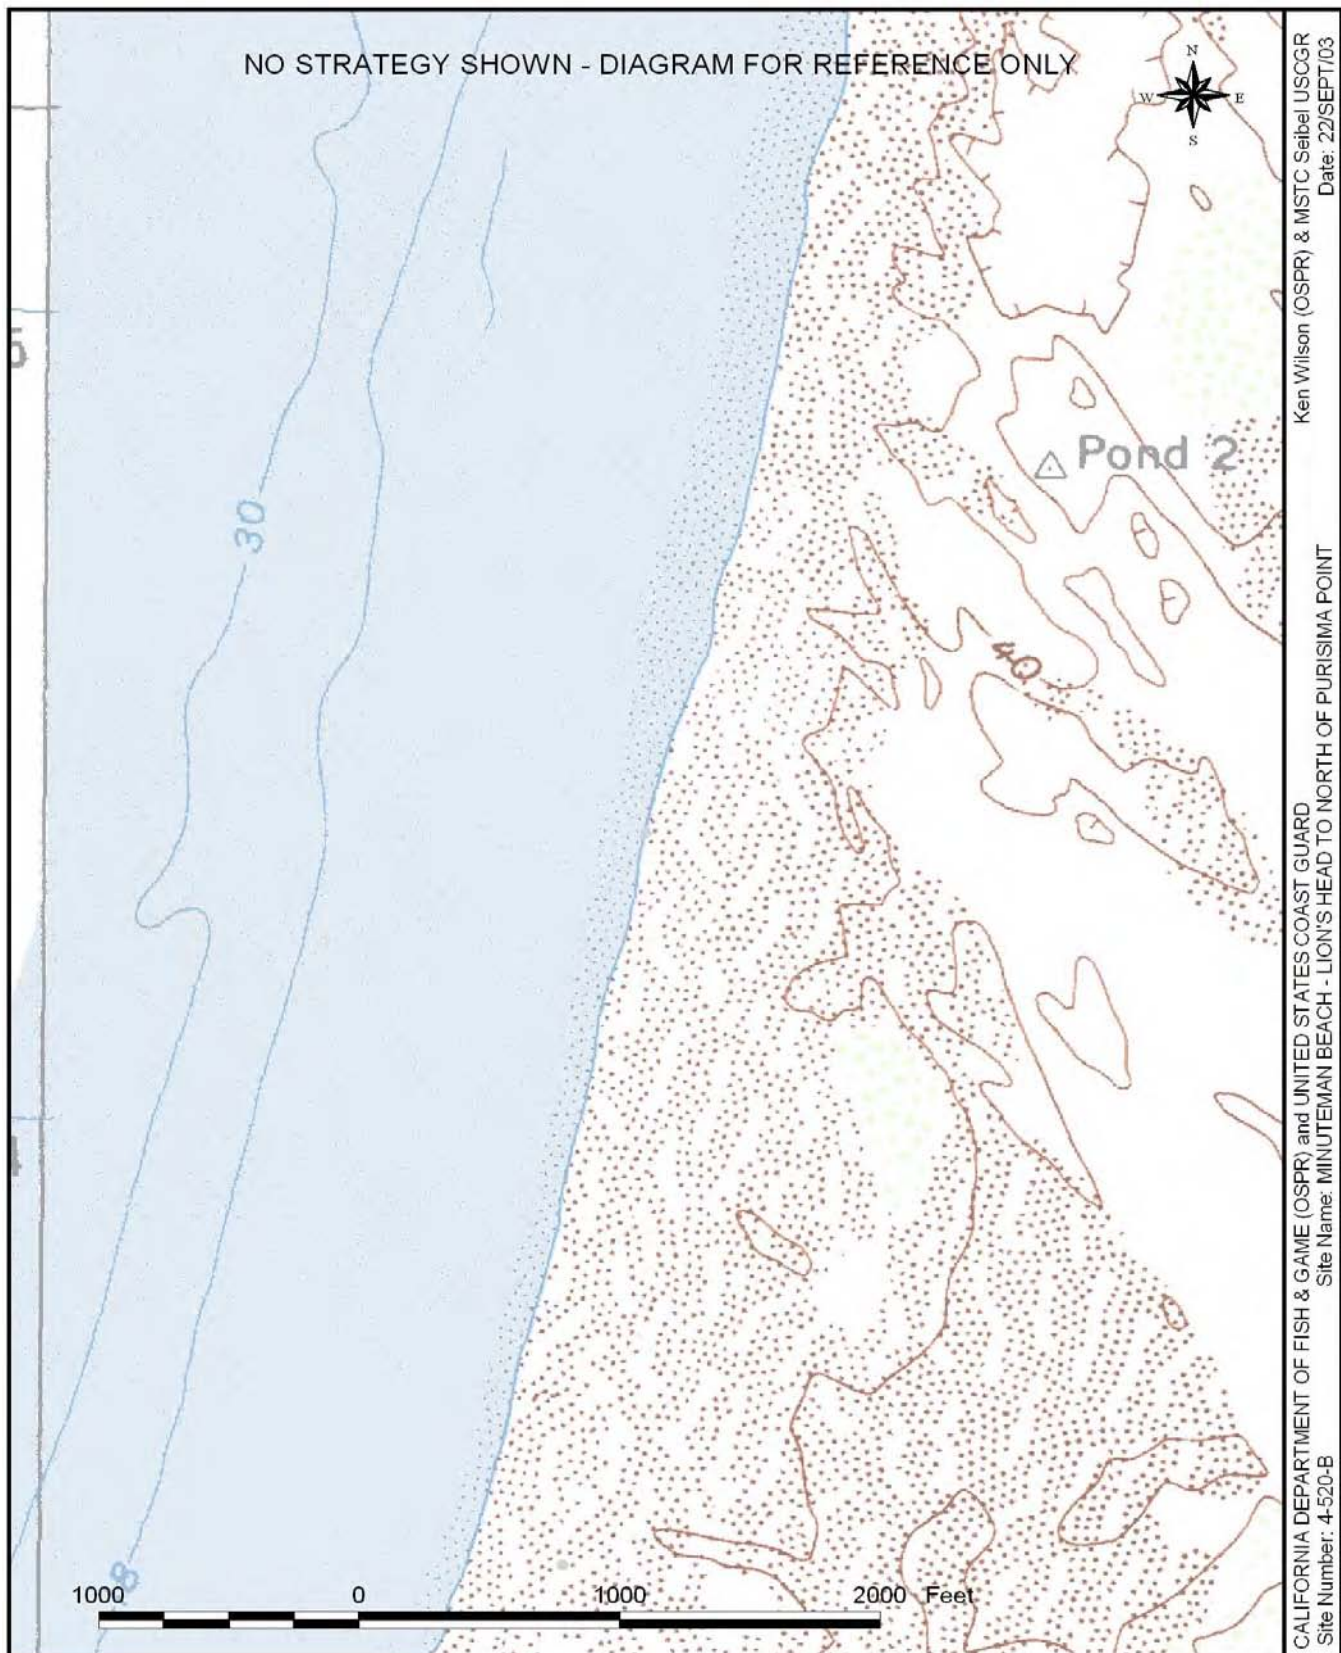 NO STRATEGY SHOWN - DIAGRAM FOR REFERENCE ONLY
N
W E
S
30
Pond 2
40
8
1000 0 1000 2000 Feet
CALIFORNIA DEPARTMENT OF FISH & GAME (OSPR) and UNITED STATES COAST GUARD Ken Wilson (OSPR) & MSTC Seibel USCGR
Site Number: 4-520-B Site Name: MINUTEMAN BEACH - LION'S HEAD TO NORTH OF PURISIMA POINT Date: 22/SEPT/03